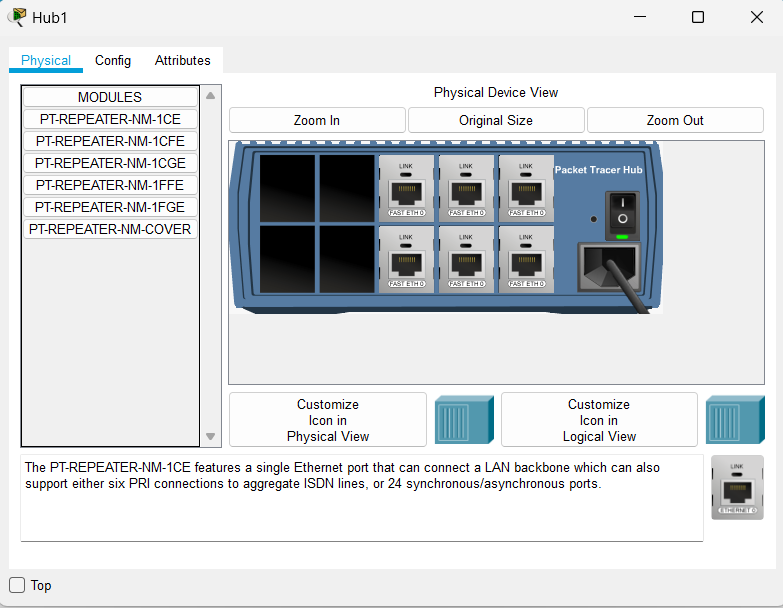 Hub1
Physical
Config
Attributes
MODULES
PT-REPEATER-NM-1CE
PT-REPEATER-NM-1CFE
PT-REPEATER-NM-1CGE
PT-REPEATER-NM-1FFE
PT-REPEATER-NM-1FGE
PT-REPEATER-NM-COVER
Physical Device View
Zoom In
Original Size
Zoom Out
LINK
LINK
LINK
Packet Tracer Hub
FAST ETH 0
FAST ETH 0
FAST ETH 0
LINK
LINK
LINK
FAST ETH 0
FAST ETH 0
FAST ETH 0
Customize
Icon in
Physical View
Customize
Icon in
Logical View
The PT-REPEATER-NM-1CE features a single Ethernet port that can connect a LAN backbone which can also
support either six PRI connections to aggregate ISDN lines, or 24 synchronous/asynchronous ports.
LINK
ETHERNET 0
Top